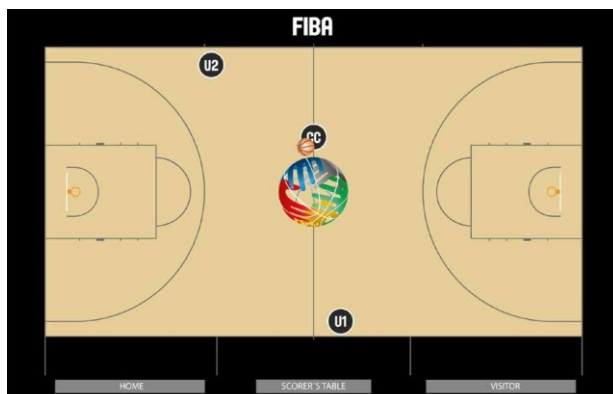 FIBA
U2
CC
U1
HOME
SCORER'S TABLE
VISITOR